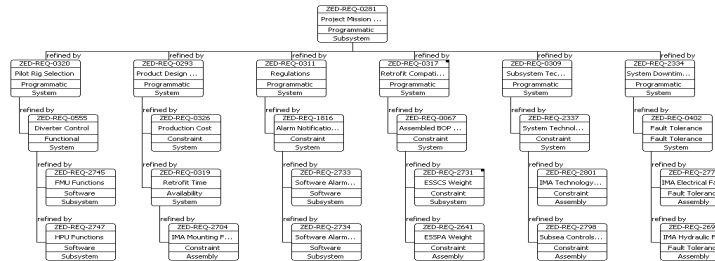 ZED-REQ-0281
Project Mission ...
Programmatic
Subsystem
refined by
refined by
refined by
refined by
refined by
refined by
ZED-REQ-0320
Pilot Rig Selection
Programmatic
System
ZED-REQ-0293
Product Design ...
Programmatic
System
ZED-REQ-0311
Regulations
Programmatic
System
ZED-REQ-0317
Retrofit Compati...
Programmatic
System
ZED-REQ-0309
Subsystem Tec...
Programmatic
System
ZED-REQ-2334
System Downtim...
Programmatic
System
refined by
refined by
refined by
refined by
refined by
refined by
ZED-REQ-0555
Diverter Control
Functional
System
ZED-REQ-0326
Production Cost
Constraint
System
ZED-REQ-1816
Alarm Notificatio...
Constraint
System
ZED-REQ-0067
Assembled BOP ...
Constraint
System
ZED-REQ-2337
System Technol...
Constraint
System
ZED-REQ-0402
Fault Tolerance
Fault Tolerance
System
refined by
refined by
refined by
refined by
refined by
refined by
ZED-REQ-2745
FMU Functions
Software
Subsystem
ZED-REQ-0319
Retrofit Time
Availability
System
ZED-REQ-2733
Software Alarm...
Software
Subsystem
ZED-REQ-2731
ESSCS Weight
Constraint
Subsystem
ZED-REQ-2801
IMA Technology...
Constraint
Assembly
ZED-REQ-277
IMA Electrical Fa
Fault Toleranc
Assembly
refined by
refined by
refined by
refined by
refined by
refined by
ZED-REQ-2747
HPU Functions
Software
Subsystem
ZED-REQ-2704
IMA Mounting F...
Constraint
Assembly
ZED-REQ-2734
Software Alarm...
Software
Subsystem
ZED-REQ-2641
ESSPA Weight
Constraint
Assembly
ZED-REQ-2798
Subsea Controls...
Constraint
Assembly
ZED-REQ-269
IMA Hydraulic F
Fault Toleranc
Assembly